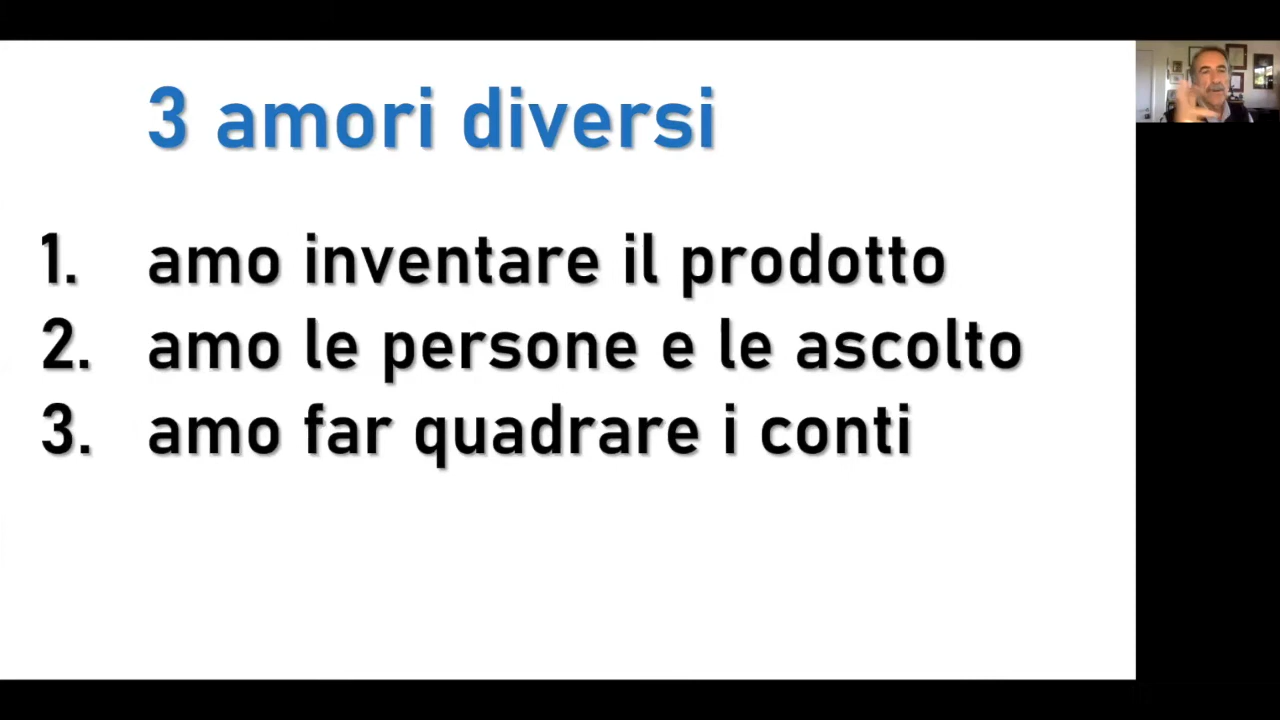 3 amori diversi
1. amo inventare il prodotto
2. amo le persone e le ascolto
3. amo far quadrare i conti